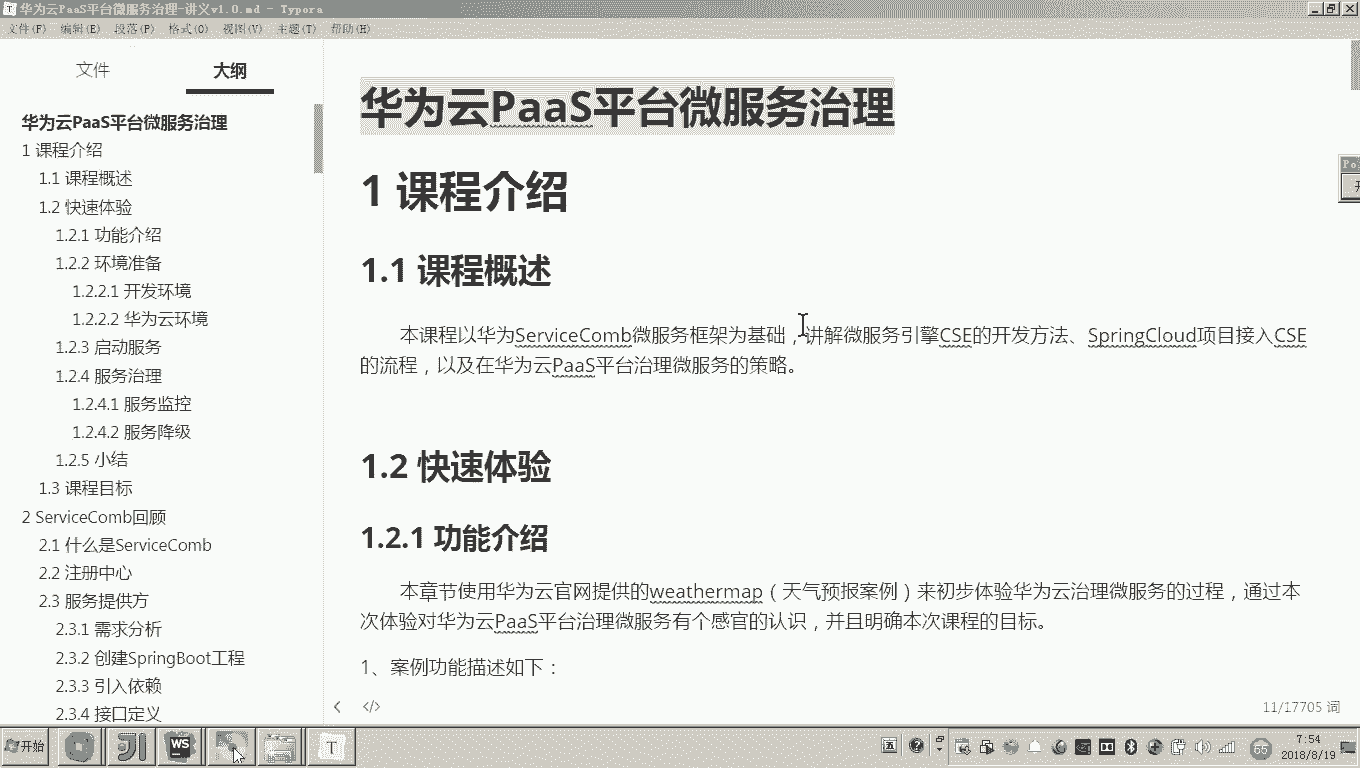 华为云PaaS平台微服务治理-讲义v1.0.md - Typora
文件(F) 编辑(E) 段落(P) 格式(O) 视图(V) 主题(T) 帮助(H)
文件 大纲
华为云PaaS平台微服务治理
1 课程介绍
1.1 课程概述
1.2 快速体验
1.2.1 功能介绍
1.2.2 环境准备
1.2.2.1 开发环境
1.2.2.2 华为云环境
1.2.3 启动服务
1.2.4 服务治理
1.2.4.1 服务监控
1.2.4.2 服务降级
1.2.5 小结
1.3 课程目标
2 ServiceComb回顾
2.1 什么是ServiceComb
2.2 注册中心
2.3 服务提供方
2.3.1 需求分析
2.3.2 创建SpringBoot工程
2.3.3 引入依赖
2.3.4 接口定义
华为云PaaS平台微服务治理
1 课程介绍
1.1 课程概述
本课程以华为ServiceComb微服务框架为基础，讲解微服务引擎CSE的开发方法、SpringCloud项目接入CSE
的流程，以及在华为云PaaS平台治理微服务的策略。
1.2 快速体验
1.2.1 功能介绍
本章节使用华为云官网提供的weathermap（天气预报案例）来初步体验华为云治理微服务的过程，通过本
次体验对华为云PaaS平台治理微服务有个感官的认识，并且明确本次课程的目标。
1、案例功能描述如下：
11/17705 词
开始
WS
T
五
65
7:54
2018/8/19